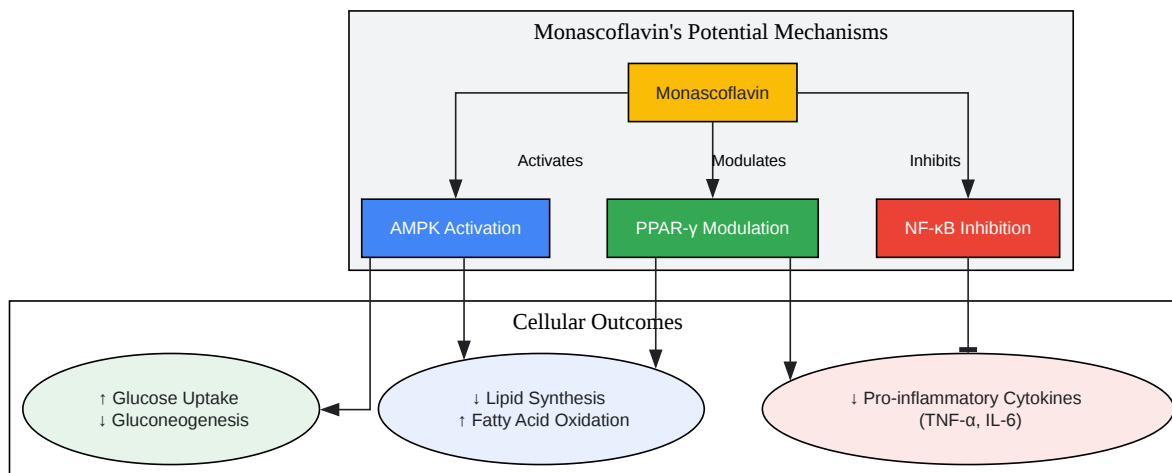 Monascoflavin's Potential Mechanisms
Monascoflavin
Activates
Modulates
Inhibits
AMPK Activation
PPAR-γ Modulation
NF-κB Inhibition
Cellular Outcomes
↑ Glucose Uptake
↓ Gluconeogenesis
↓ Lipid Synthesis
↑ Fatty Acid Oxidation
↓ Pro-inflammatory Cytokines
(TNF-α, IL-6)